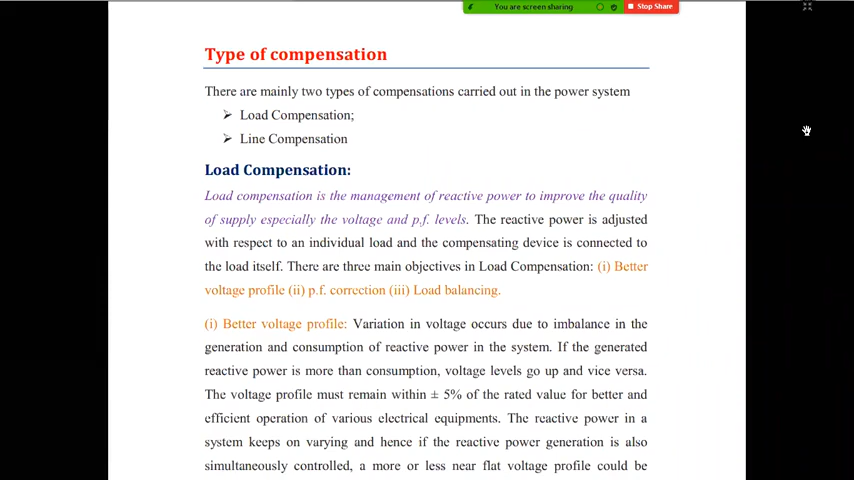 You are screen sharing
Stop Share
Type of compensation
There are mainly two types of compensations carried out in the power system
➢ Load Compensation;
➢ Line Compensation
Load Compensation:
Load compensation is the management of reactive power to improve the quality
of supply especially the voltage and p.f. levels. The reactive power is adjusted
with respect to an individual load and the compensating device is connected to
the load itself. There are three main objectives in Load Compensation: (i) Better
voltage profile (ii) p.f. correction (iii) Load balancing.
(i) Better voltage profile: Variation in voltage occurs due to imbalance in the
generation and consumption of reactive power in the system. If the generated
reactive power is more than consumption, voltage levels go up and vice versa.
The voltage profile must remain within ± 5% of the rated value for better and
efficient operation of various electrical equipments. The reactive power in a
system keeps on varying and hence if the reactive power generation is also
simultaneously controlled, a more or less near flat voltage profile could be